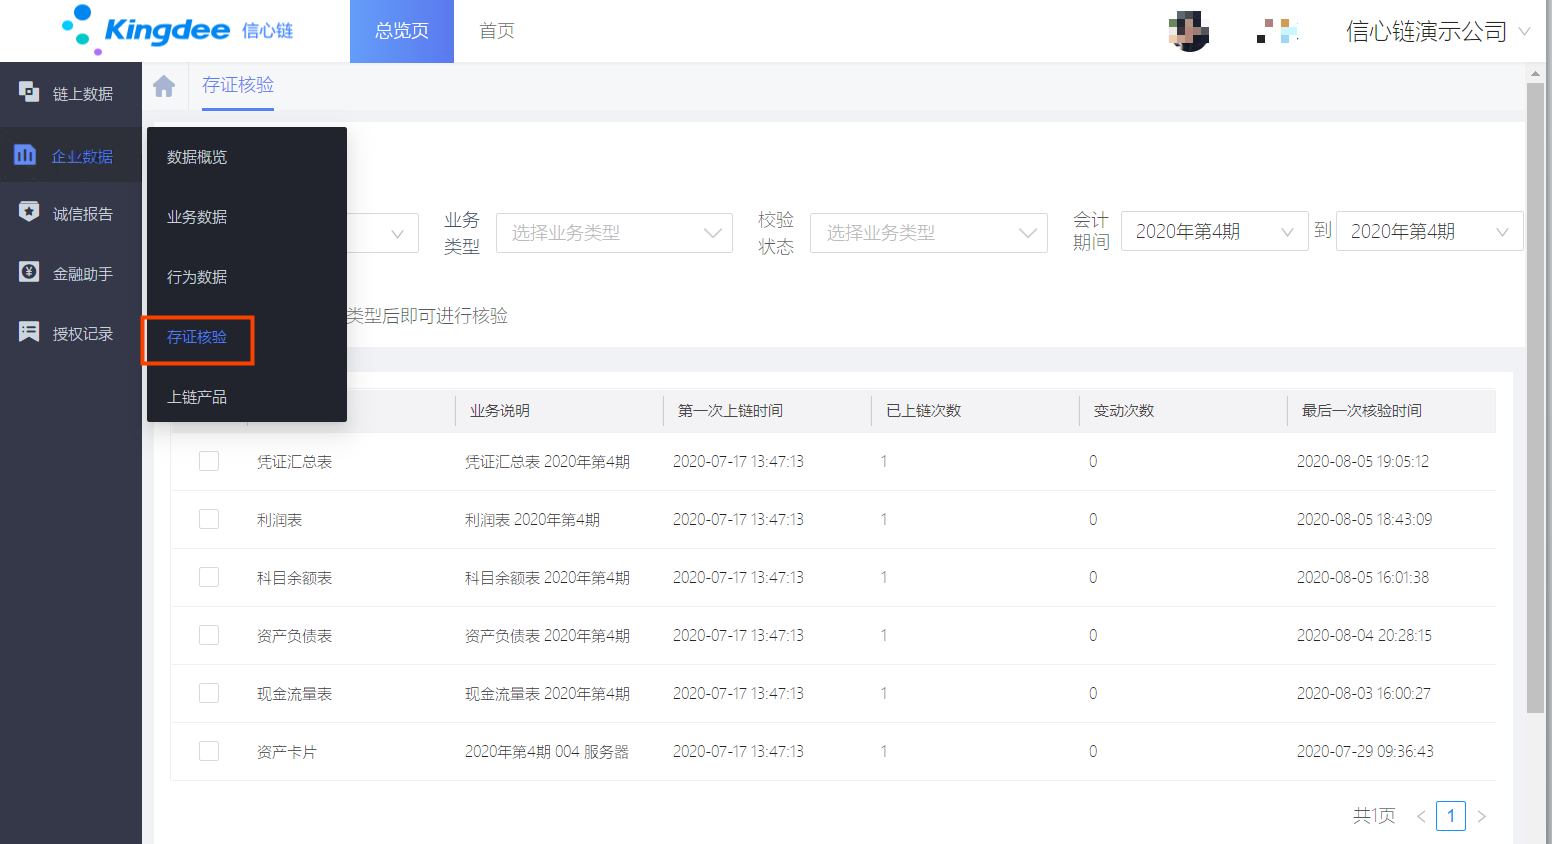 Kingdee 信心链
总览页
首页
信心链演示公司
链上数据
企业数据
诚信报告
金融助手
授权记录
存证核验
数据概览
业务数据
行为数据
存证核验
上链产品
业务类型
选择业务类型
校验状态
选择业务类型
会计期间
2020年第4期
到
2020年第4期
类型后即可进行核验
业务说明 第一次上链时间 已上链次数 变动次数 最后一次核验时间
凭证汇总表 凭证汇总表 2020年第4期 2020-07-17 13:47:13 1 0 2020-08-05 19:05:12
利润表 利润表 2020年第4期 2020-07-17 13:47:13 1 0 2020-08-05 18:43:09
科目余额表 科目余额表 2020年第4期 2020-07-17 13:47:13 1 0 2020-08-05 16:01:38
资产负债表 资产负债表 2020年第4期 2020-07-17 13:47:13 1 0 2020-08-04 20:28:15
现金流量表 现金流量表 2020年第4期 2020-07-17 13:47:13 1 0 2020-08-03 16:00:27
资产卡片 2020年第4期 004 服务器 2020-07-17 13:47:13 1 0 2020-07-29 09:36:43
共1页 < 1 >